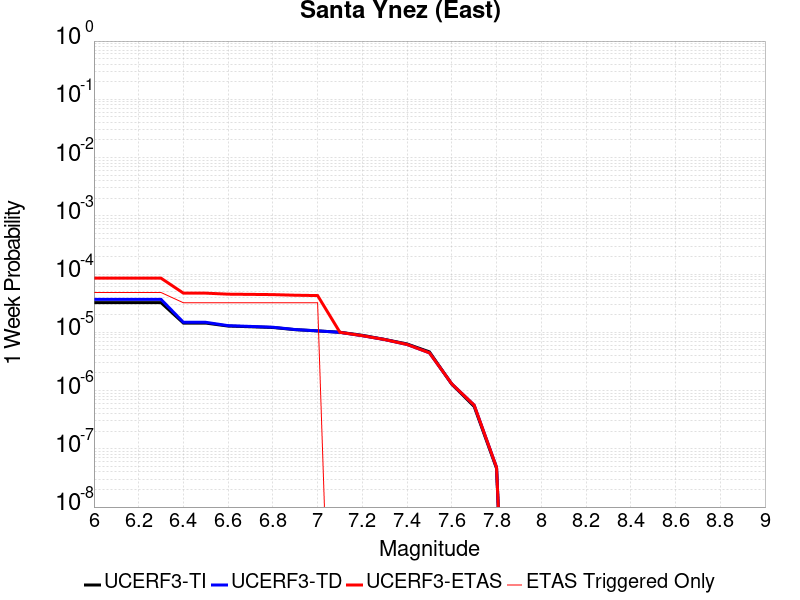 Santa Ynez (East)
10^0
10^-1
10^-2
10^-3
10^-4
10^-5
10^-6
10^-7
10^-8
1 Week Probability
6 6.2 6.4 6.6 6.8 7 7.2 7.4 7.6 7.8 8 8.2 8.4 8.6 8.8 9
Magnitude
UCERF3-TI UCERF3-TD UCERF3-ETAS ETAS Triggered Only